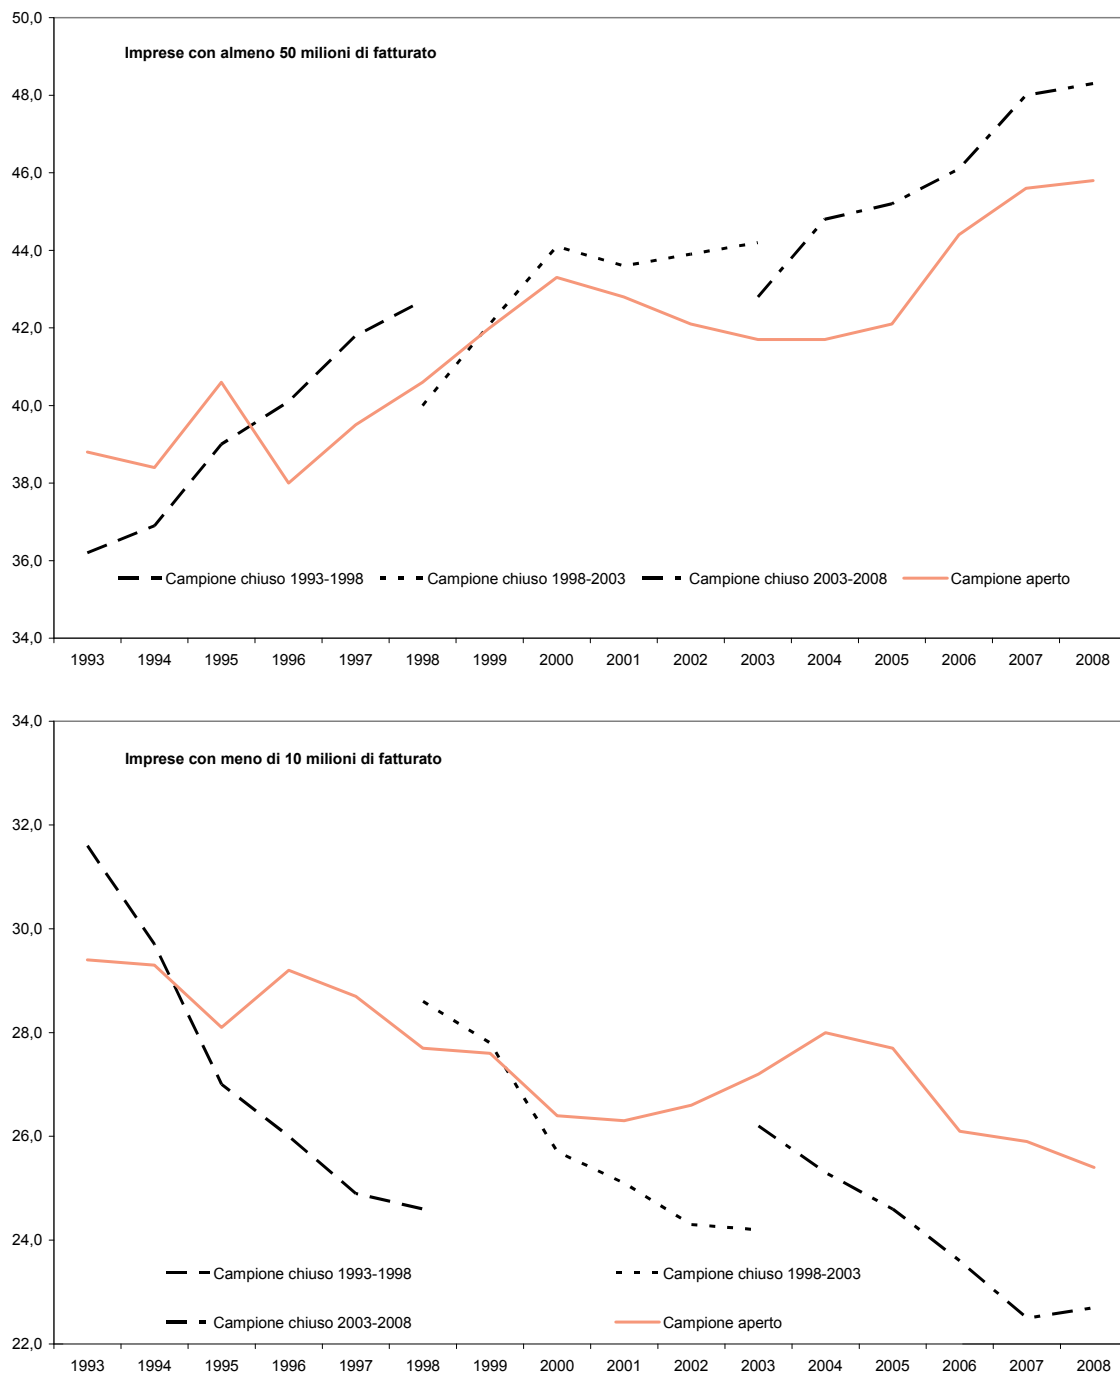 50,0
Imprese con almeno 50 milioni di fatturato
48,0
46,0
44,0
42,0
40,0
38,0
36,0
Campione chiuso 1993-1998 Campione chiuso 1998-2003 Campione chiuso 2003-2008 Campione aperto
34,0
1993 1994 1995 1996 1997 1998 1999 2000 2001 2002 2003 2004 2005 2006 2007 2008
34,0
Imprese con meno di 10 milioni di fatturato
32,0
30,0
28,0
26,0
24,0
Campione chiuso 1993-1998 Campione chiuso 1998-2003
Campione chiuso 2003-2008 Campione aperto
22,0
1993 1994 1995 1996 1997 1998 1999 2000 2001 2002 2003 2004 2005 2006 2007 2008